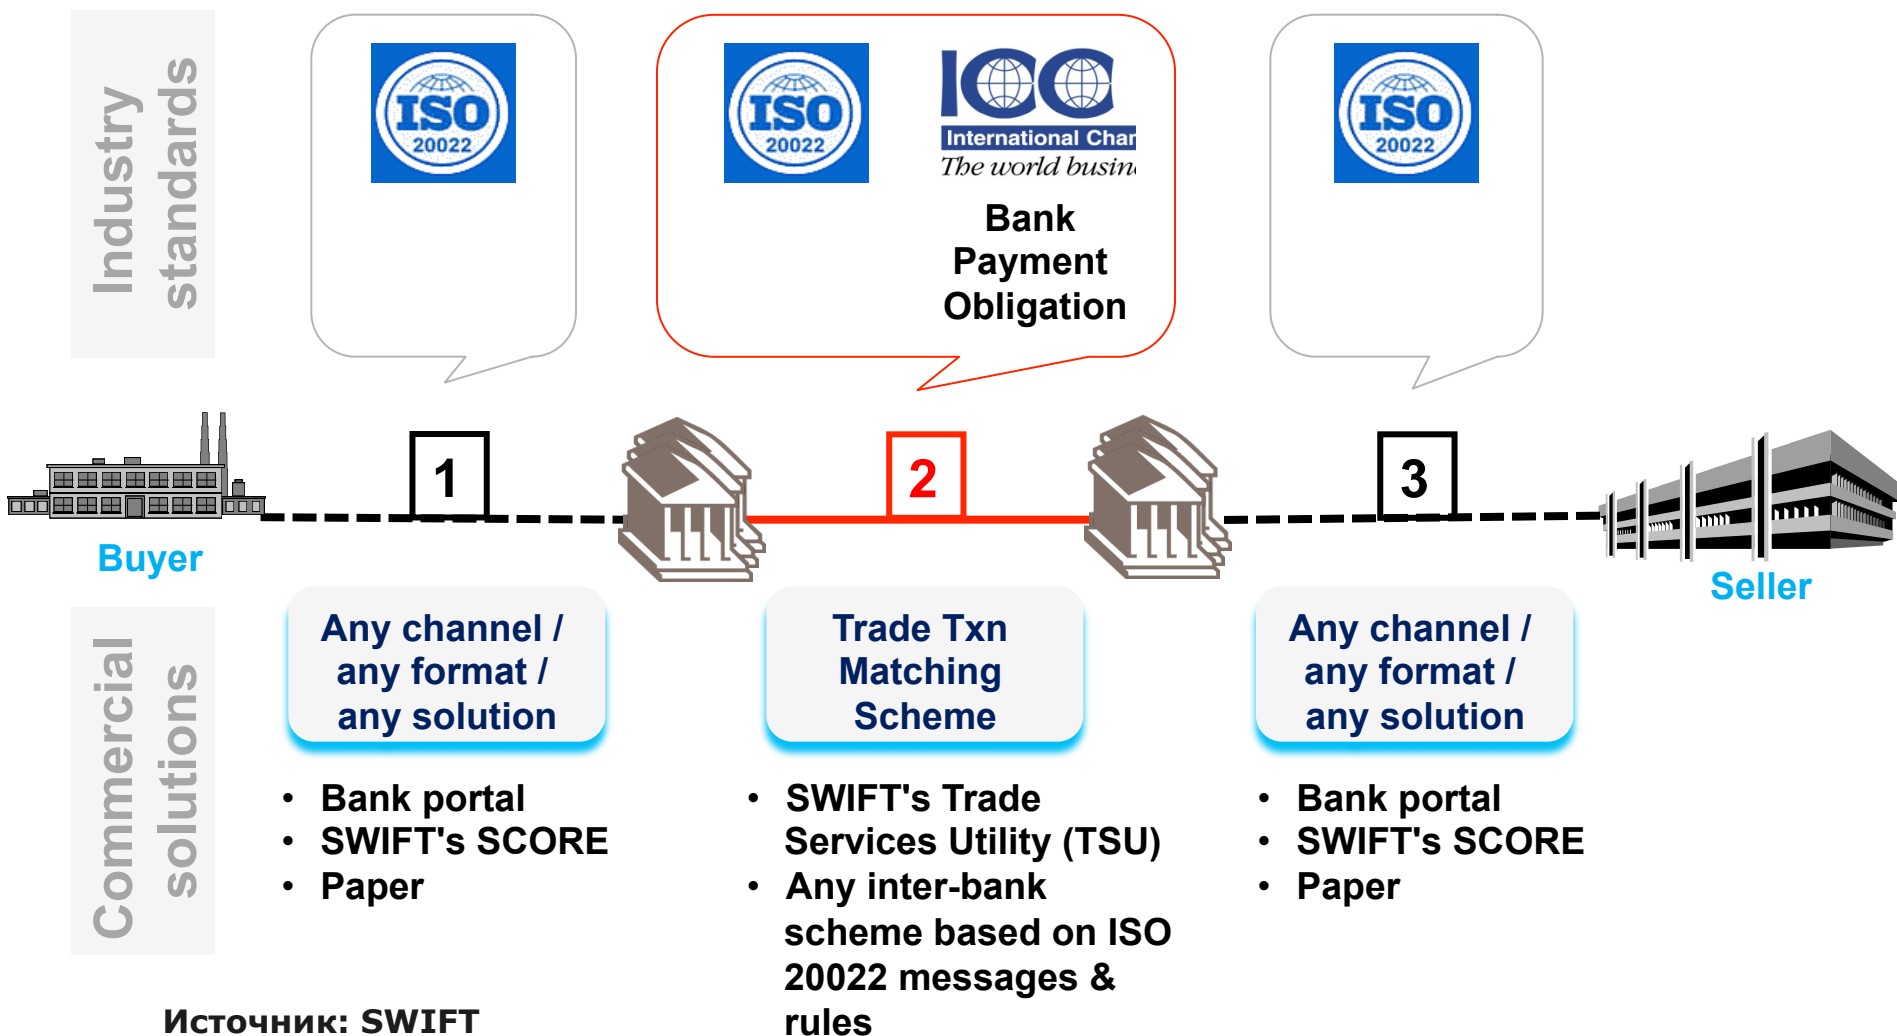 Industry
standards
ISO
20022
ISO
20022
ICC
International Char
The world busin
Bank
Payment
Obligation
ISO
20022
1
2
3
Buyer
Seller
Commercial
solutions
Any channel /
any format /
any solution
Trade Txn
Matching
Scheme
Any channel /
any format /
any solution
• Bank portal
• SWIFT's SCORE
• Paper
• SWIFT's Trade
Services Utility (TSU)
• Any inter-bank
scheme based on ISO
20022 messages &
rules
• Bank portal
• SWIFT's SCORE
• Paper
Источник: SWIFT